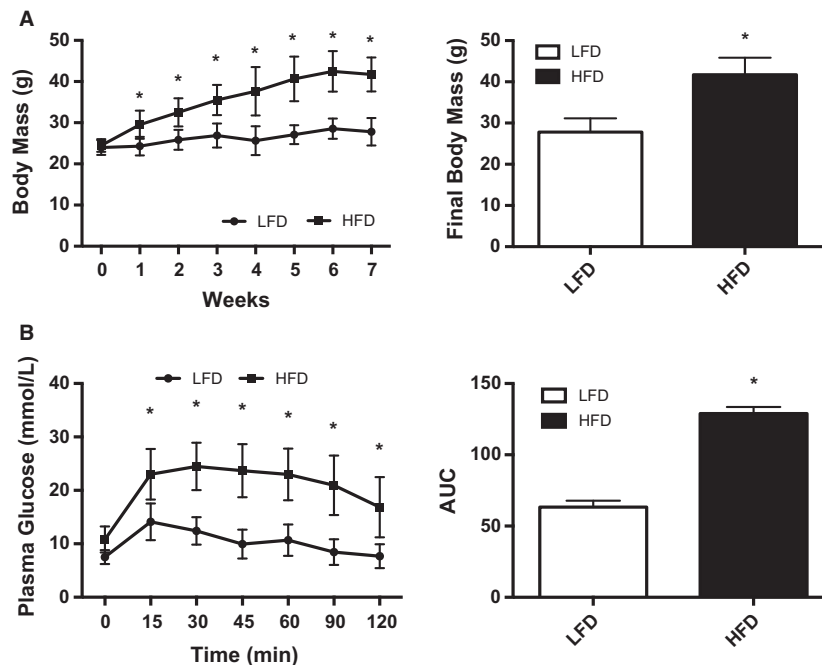 A
Body Mass (g)
50
40
30
20
10
0
* * * * * * *
LFD HFD
0 1 2 3 4 5 6 7
Weeks
Final Body Mass (g)
50
40
30
20
10
0
LFD
HFD
*
LFD HFD
B
Plasma Glucose (mmol/L)
40
30
20
10
0
LFD HFD
* * * * * *
0 15 30 45 60 90 120
Time (min)
AUC
150
100
50
0
LFD
HFD
*
LFD HFD